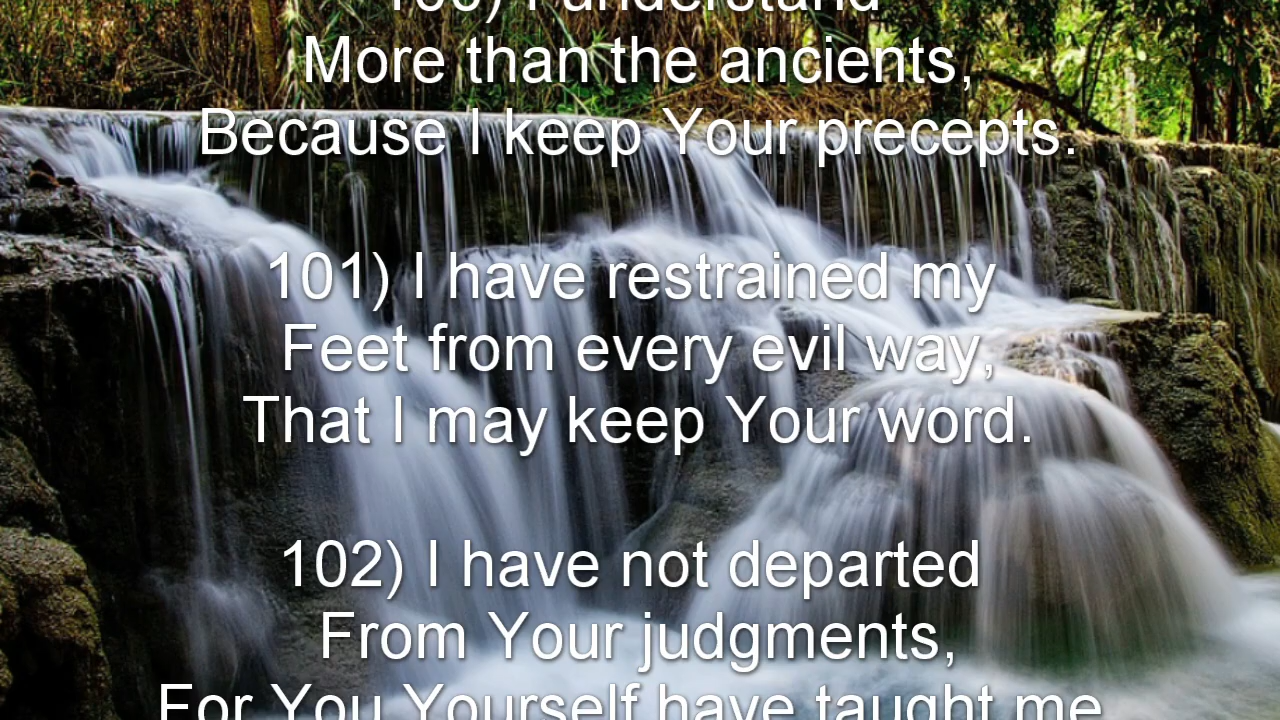 100) I understand
More than the ancients,
Because I keep Your precepts.
101) I have restrained my
Feet from every evil way,
That I may keep Your word.
102) I have not departed
From Your judgments,
For You Yourself have taught me